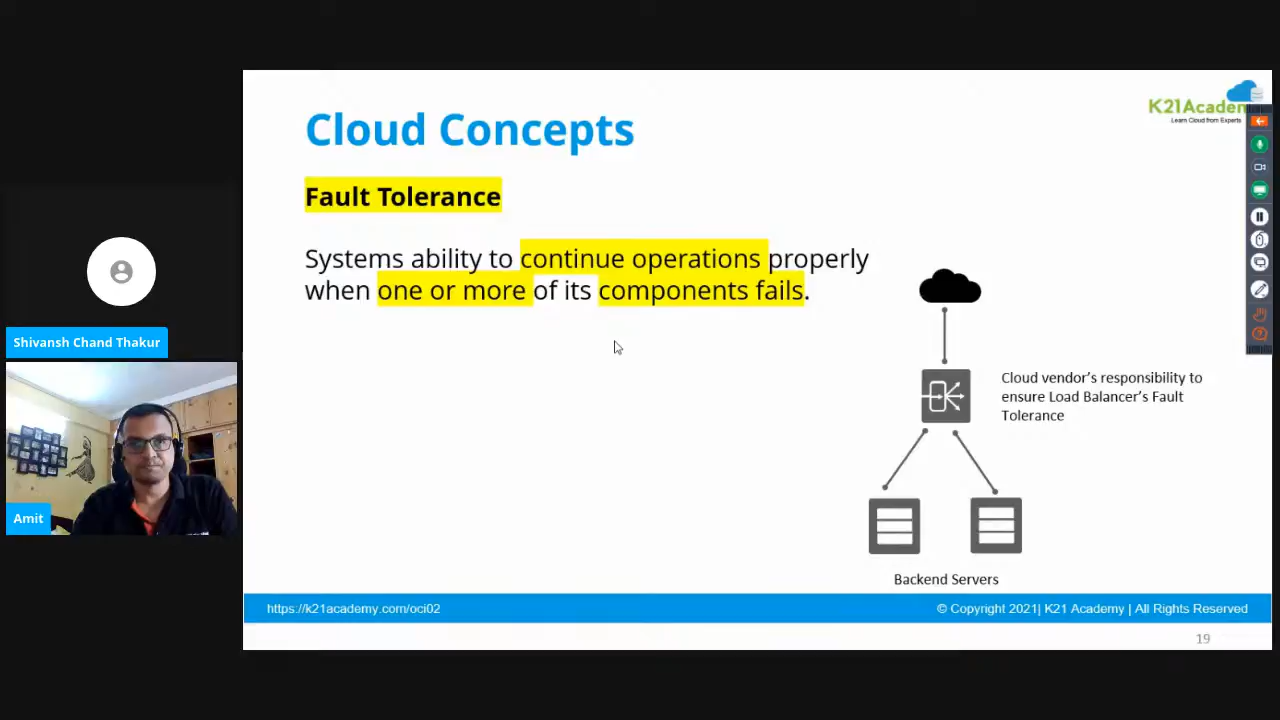 K21Academ
Learn Cloud from Experts
Cloud Concepts
Fault Tolerance
Systems ability to continue operations properly
when one or more of its components fails.
Cloud vendor's responsibility to
ensure Load Balancer's Fault
Tolerance
Backend Servers
Shivansh Chand Thakur
Amit
https://k21academy.com/oci02
© Copyright 2021| K21 Academy | All Rights Reserved
19